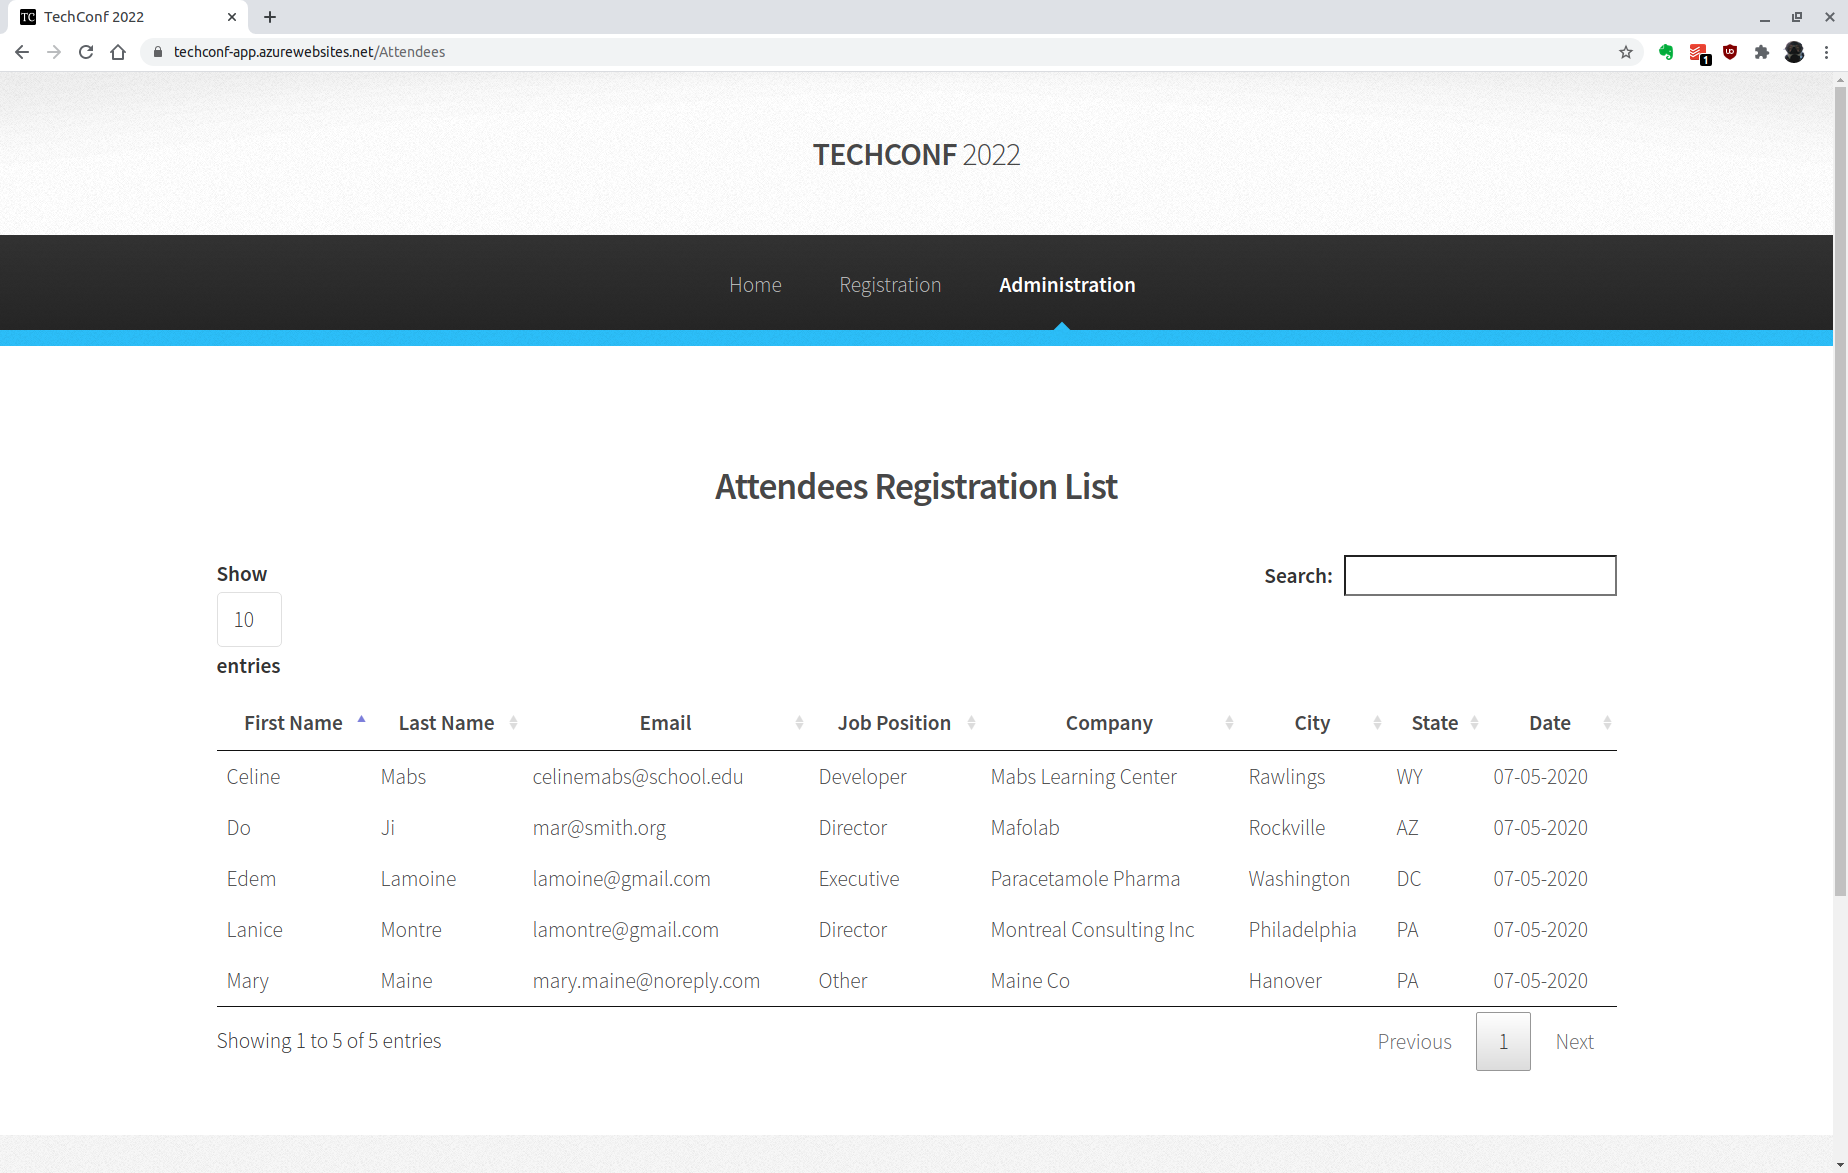 TC TechConf 2022
techconf-app.azurewebsites.net/Attendees
1
TECHCONF 2022
Home Registration Administration
Attendees Registration List
Show
10
entries
Search:
First Name Last Name Email Job Position Company City State Date
Celine Mabs celinemabs@school.edu Developer Mabs Learning Center Rawlings WY 07-05-2020
Do Ji mar@smith.org Director Mafolab Rockville AZ 07-05-2020
Edem Lamoine lamoine@gmail.com Executive Paracetamole Pharma Washington DC 07-05-2020
Lanice Montre lamontre@gmail.com Director Montreal Consulting Inc Philadelphia PA 07-05-2020
Mary Maine mary.maine@noreply.com Other Maine Co Hanover PA 07-05-2020
Showing 1 to 5 of 5 entries
Previous 1 Next